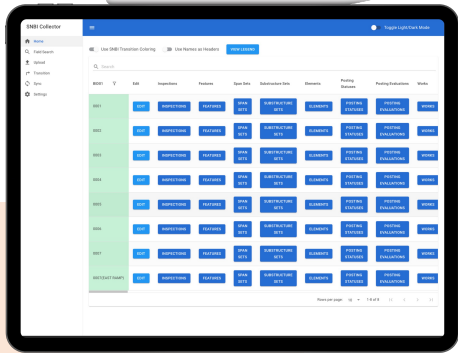 SNBI Collector
Toggle Light/Dark Mode
Home
Field Search
Upload
Transition
Sync
Settings
Use SNBI Transition Coloring
Use Names as Headers
VIEW LEGEND
Search
BID01 Edit Inspections Features Span Sets Substructure Sets Elements Posting Statuses Posting Evaluations Works
0001 EDIT INSPECTIONS FEATURES SPAN SETS SUBSTRUCTURE SETS ELEMENTS POSTING STATUSES POSTING EVALUATIONS WORKS
0002 EDIT INSPECTIONS FEATURES SPAN SETS SUBSTRUCTURE SETS ELEMENTS POSTING STATUSES POSTING EVALUATIONS WORKS
0003 EDIT INSPECTIONS FEATURES SPAN SETS SUBSTRUCTURE SETS ELEMENTS POSTING STATUSES POSTING EVALUATIONS WORKS
0004 EDIT INSPECTIONS FEATURES SPAN SETS SUBSTRUCTURE SETS ELEMENTS POSTING STATUSES POSTING EVALUATIONS WORKS
0005 EDIT INSPECTIONS FEATURES SPAN SETS SUBSTRUCTURE SETS ELEMENTS POSTING STATUSES POSTING EVALUATIONS WORKS
0006 EDIT INSPECTIONS FEATURES SPAN SETS SUBSTRUCTURE SETS ELEMENTS POSTING STATUSES POSTING EVALUATIONS WORKS
0007 EDIT INSPECTIONS FEATURES SPAN SETS SUBSTRUCTURE SETS ELEMENTS POSTING STATUSES POSTING EVALUATIONS WORKS
0007(EAST RAMP) EDIT INSPECTIONS FEATURES SPAN SETS SUBSTRUCTURE SETS ELEMENTS POSTING STATUSES POSTING EVALUATIONS WORKS
Rows per page: 10 1-8 of 8